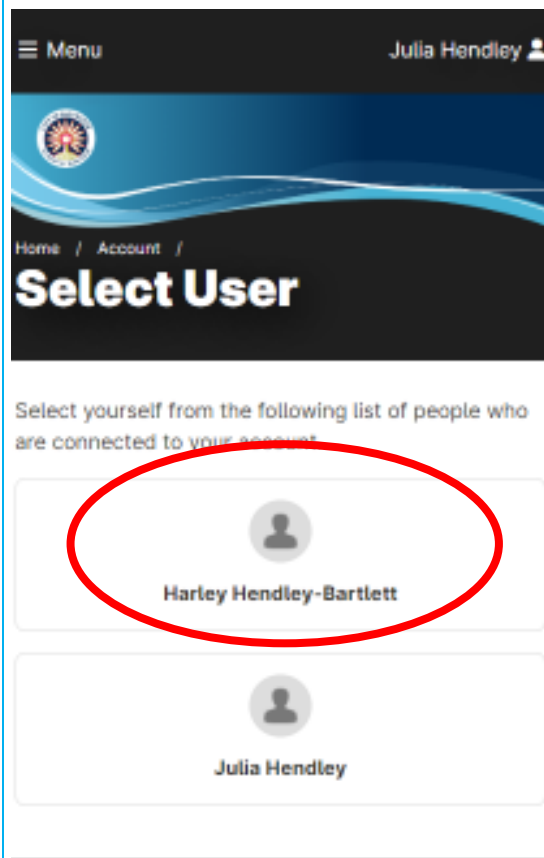 Menu
Julia Hendley
Home / Account /
Select User
Select yourself from the following list of people who
are connected to your account
Harley Hendley-Bartlett
Julia Hendley